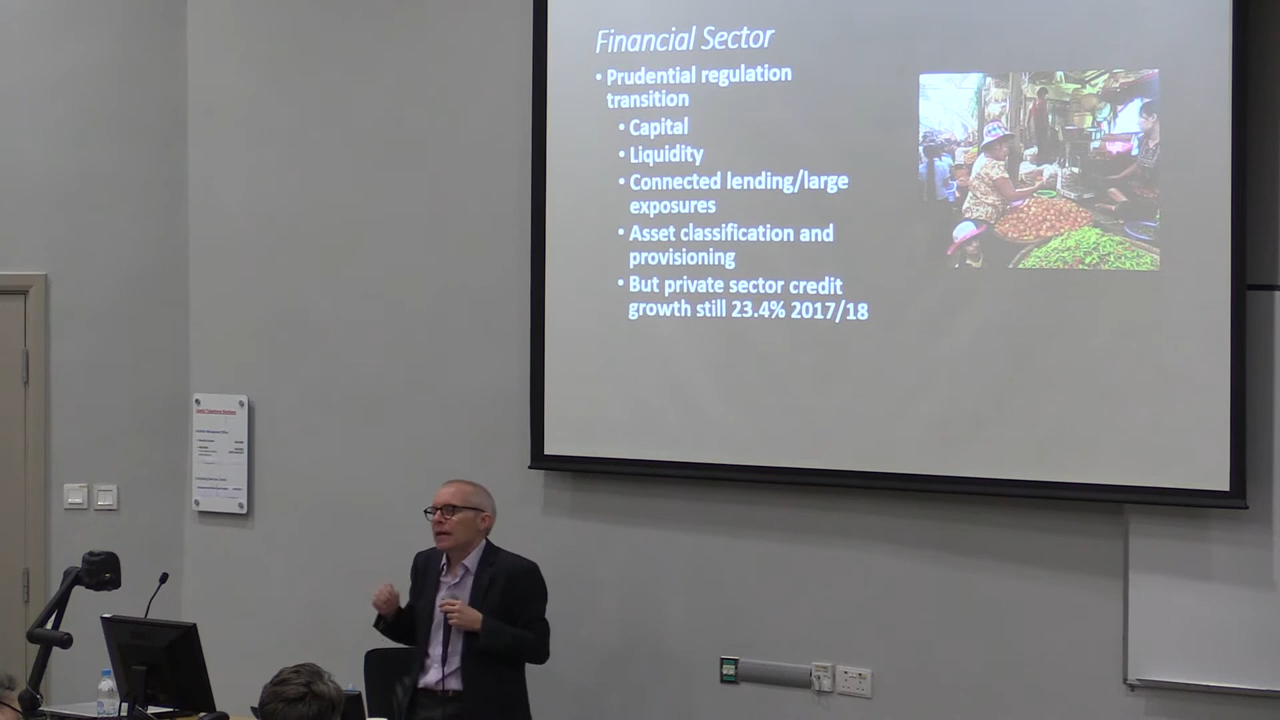 Financial Sector
• Prudential regulation
transition
• Capital
• Liquidity
• Connected lending/large
exposures
• Asset classification and
provisioning
• But private sector credit
growth still 23.4% 2017/18